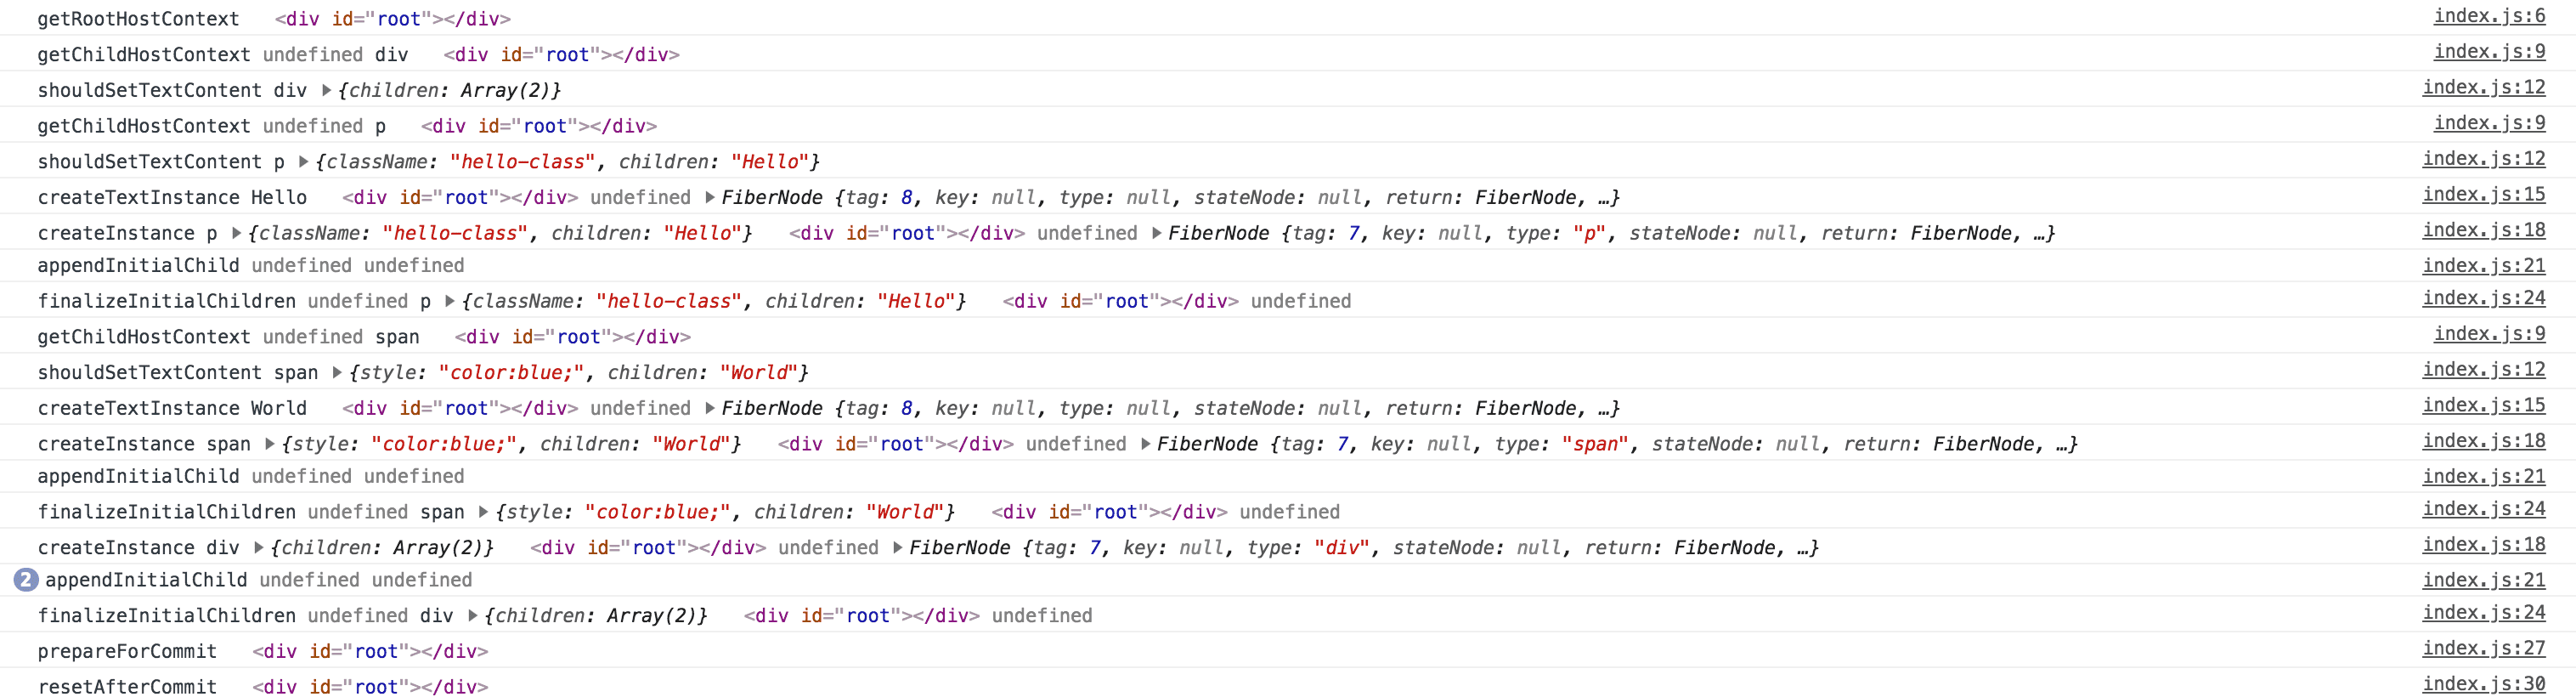 getRootHostContext <div id="root"></div> index.js:6
getChildHostContext undefined div <div id="root"></div> index.js:9
shouldSetTextContent div ▶{children: Array(2)} index.js:12
getChildHostContext undefined p <div id="root"></div> index.js:9
shouldSetTextContent p ▶{className: "hello-class", children: "Hello"} index.js:12
createTextInstance Hello <div id="root"></div> undefined ▶FiberNode {tag: 8, key: null, type: null, stateNode: null, return: FiberNode, …} index.js:15
createInstance p ▶{className: "hello-class", children: "Hello"} <div id="root"></div> undefined ▶FiberNode {tag: 7, key: null, type: "p", stateNode: null, return: FiberNode, …} index.js:18
appendInitialChild undefined undefined index.js:21
finalizeInitialChildren undefined p ▶{className: "hello-class", children: "Hello"} <div id="root"></div> undefined index.js:24
getChildHostContext undefined span <div id="root"></div> index.js:9
shouldSetTextContent span ▶{style: "color:blue;", children: "World"} index.js:12
createTextInstance World <div id="root"></div> undefined ▶FiberNode {tag: 8, key: null, type: null, stateNode: null, return: FiberNode, …} index.js:15
createInstance span ▶{style: "color:blue;", children: "World"} <div id="root"></div> undefined ▶FiberNode {tag: 7, key: null, type: "span", stateNode: null, return: FiberNode, …} index.js:18
appendInitialChild undefined undefined index.js:21
finalizeInitialChildren undefined span ▶{style: "color:blue;", children: "World"} <div id="root"></div> undefined index.js:24
createInstance div ▶{children: Array(2)} <div id="root"></div> undefined ▶FiberNode {tag: 7, key: null, type: "div", stateNode: null, return: FiberNode, …} index.js:18
2 appendInitialChild undefined undefined index.js:21
finalizeInitialChildren undefined div ▶{children: Array(2)} <div id="root"></div> undefined index.js:24
prepareForCommit <div id="root"></div> index.js:27
resetAfterCommit <div id="root"></div> index.js:30